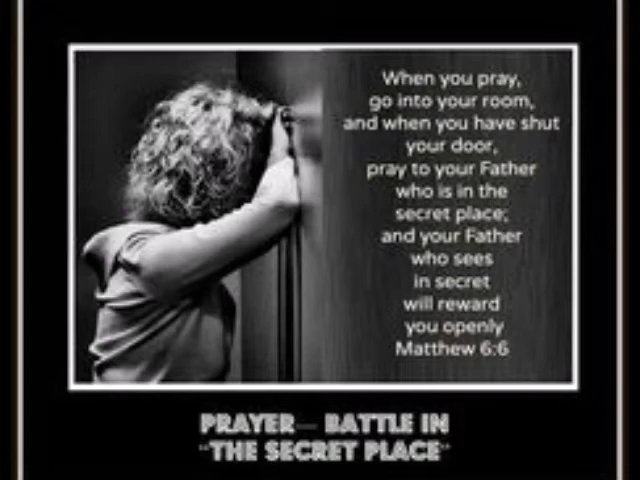 When you pray,
go into your room,
and when you have shut
your door,
pray to your Father
who is in the
secret place;
and your Father
who sees
in secret
will reward
you openly
Matthew 6:6
PRAYER— BATTLE IN
“THE SECRET PLACE”